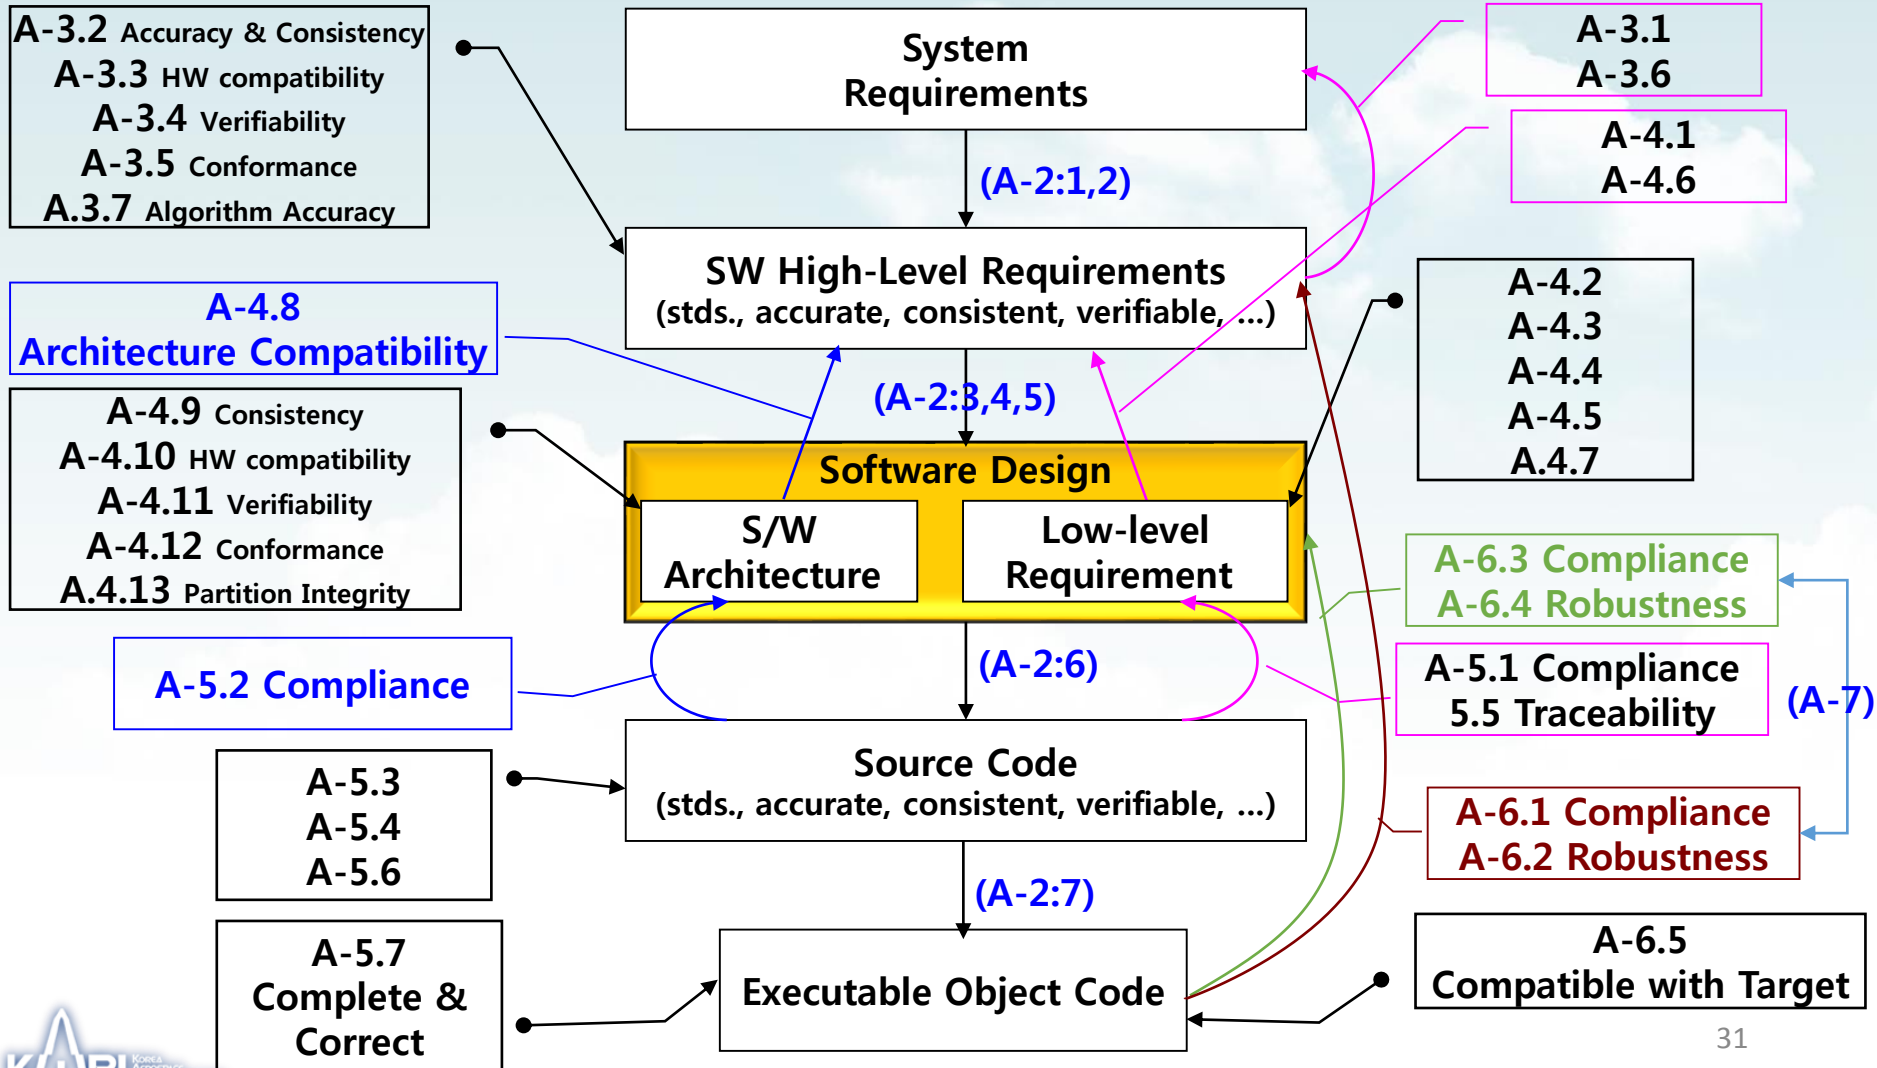 A-3.2 Accuracy & Consistency
A-3.3 HW compatibility
A-3.4 Verifiability
A-3.5 Conformance
A.3.7 Algorithm Accuracy
System
Requirements
A-3.1
A-3.6
A-4.1
A-4.6
(A-2:1,2)
SW High-Level Requirements
(stds., accurate, consistent, verifiable, ...)
A-4.8
Architecture Compatibility
A-4.2
A-4.3
A-4.4
A-4.5
A.4.7
(A-2:3,4,5)
A-4.9 Consistency
A-4.10 HW compatibility
A-4.11 Verifiability
A-4.12 Conformance
A.4.13 Partition Integrity
Software Design
S/W
Architecture
Low-level
Requirement
A-6.3 Compliance
A-6.4 Robustness
A-5.2 Compliance
(A-2:6)
A-5.1 Compliance
5.5 Traceability
(A-7)
A-5.3
A-5.4
A-5.6
Source Code
(stds., accurate, consistent, verifiable, ...)
A-6.1 Compliance
A-6.2 Robustness
(A-2:7)
A-5.7
Complete &
Correct
Executable Object Code
A-6.5
Compatible with Target
31
KOREA